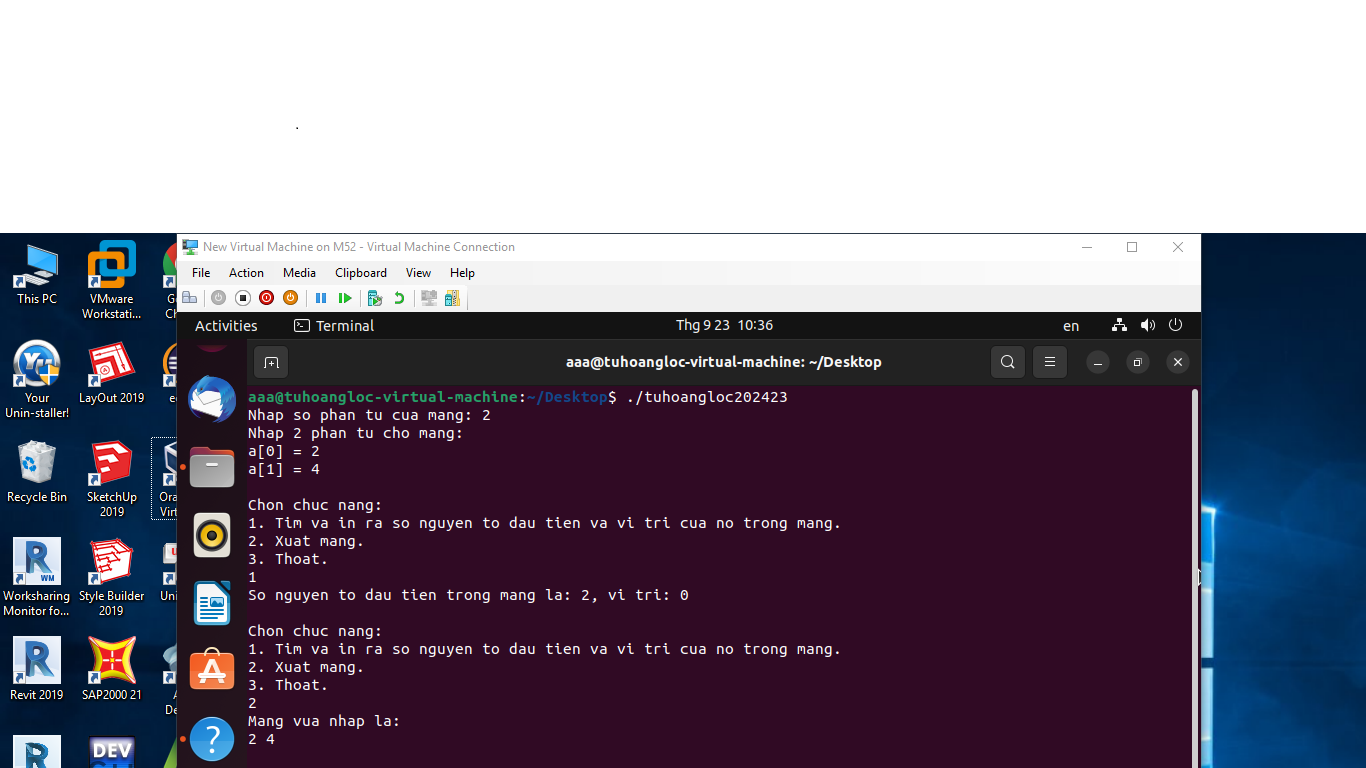 New Virtual Machine on M52 - Virtual Machine Connection
File Action Media Clipboard View Help
Activities Terminal Thg 9 23 10:36 en
aaa@tuhoangloc-virtual-machine: ~/Desktop
aaa@tuhoangloc-virtual-machine:~/Desktop$ ./tuhoangloc202423
Nhap so phan tu cua mang: 2
Nhap 2 phan tu cho mang:
a[0] = 2
a[1] = 4
Chon chuc nang:
1. Tim va in ra so nguyen to dau tien va vi tri cua no trong mang.
2. Xuat mang.
3. Thoat.
1
So nguyen to dau tien trong mang la: 2, vi tri: 0
Chon chuc nang:
1. Tim va in ra so nguyen to dau tien va vi tri cua no trong mang.
2. Xuat mang.
3. Thoat.
2
Mang vua nhap la:
2 4
This PC
VMware
Workstati...
Your
Unin-staller!
LayOut 2019
Recycle Bin
SketchUp
2019
Worksharing
Monitor fo...
Style Builder
2019
Revit 2019
SAP2000 21
DEV